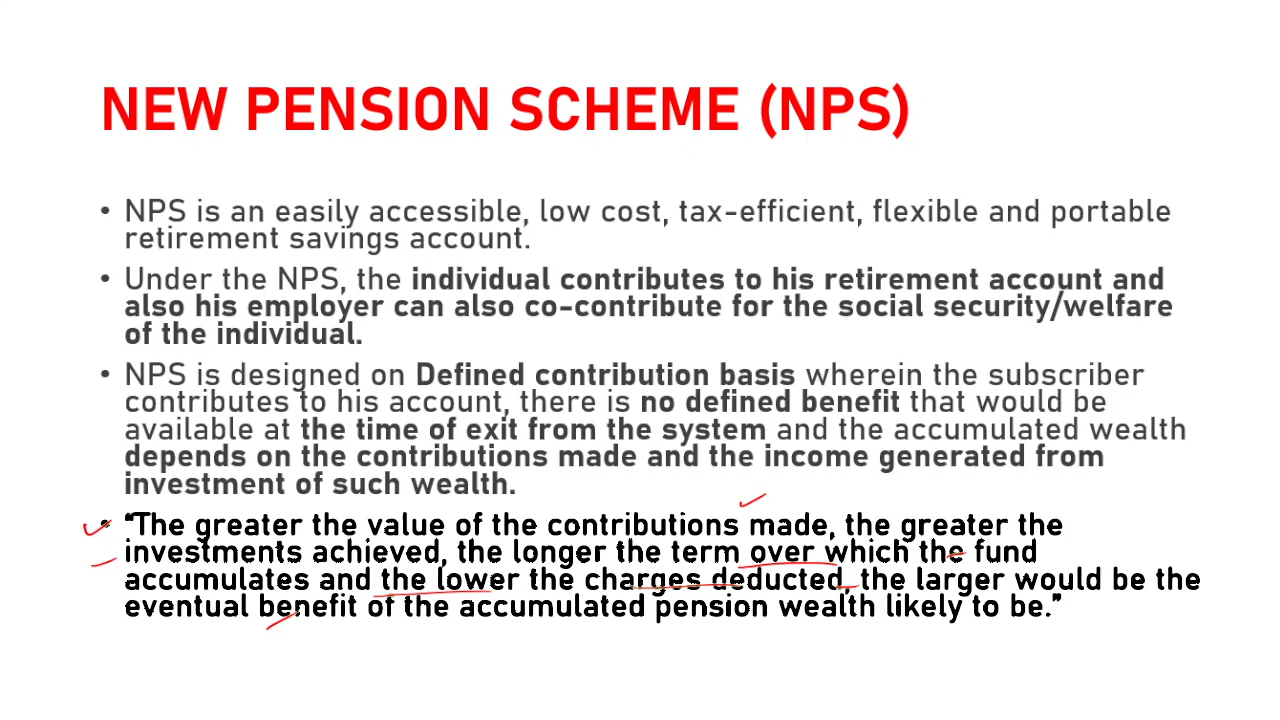 NEW PENSION SCHEME (NPS)
• NPS is an easily accessible, low cost, tax-efficient, flexible and portable
retirement savings account.
• Under the NPS, the individual contributes to his retirement account and
also his employer can also co-contribute for the social security/welfare
of the individual.
• NPS is designed on Defined contribution basis wherein the subscriber
contributes to his account, there is no defined benefit that would be
available at the time of exit from the system and the accumulated wealth
depends on the contributions made and the income generated from
investment of such wealth.
• “The greater the value of the contributions made, the greater the
investments achieved, the longer the term over which the fund
accumulates and the lower the charges deducted, the larger would be the
eventual benefit of the accumulated pension wealth likely to be.”